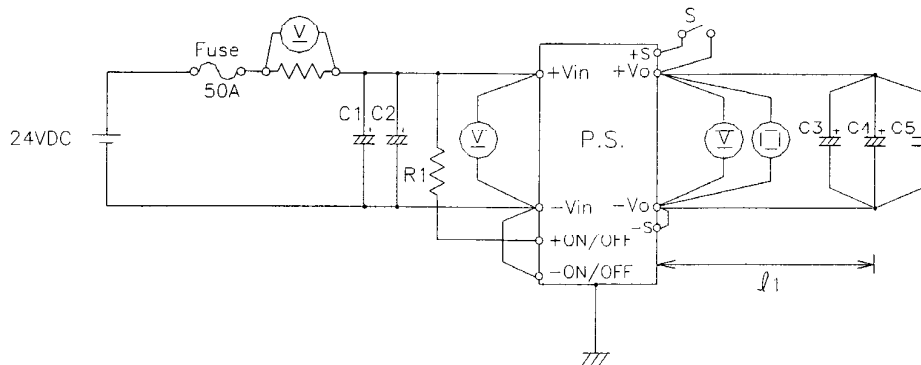 S
V
Fuse
50A
+S
+Vin
+Vo
24VDC
C1
C2
R1
V
P.S.
V
C3
+
C4
+
C5
-Vin
-Vo
-S
+ON/OFF
-ON/OFF
ℓ1